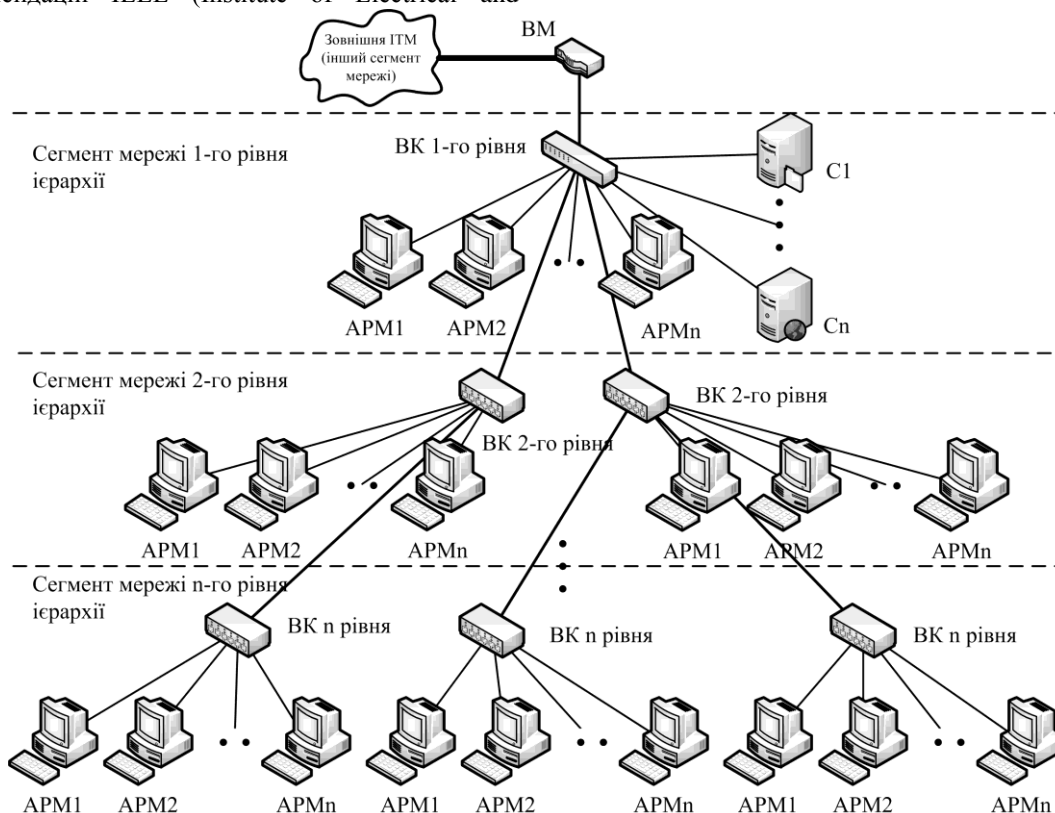 IEEE (Institute of Electrical and
ВМ
Зовнішня ІТМ
(інший сегмент
мережі)
Сегмент мережі 1-го рівня
ієрархії
ВК 1-го рівня
С1
АРМ1
АРМ2
АРМn
Сn
Сегмент мережі 2-го рівня
ієрархії
ВК 2-го рівня
ВК 2-го рівня
АРМ1
АРМ2
АРМn
АРМ1
АРМ2
АРМn
Сегмент мережі n-го рівня
ієрархії
ВК n рівня
ВК n рівня
ВК n рівня
АРМ1
АРМ2
АРМn
АРМ1
АРМ2
АРМn
АРМ1
АРМ2
АРМn